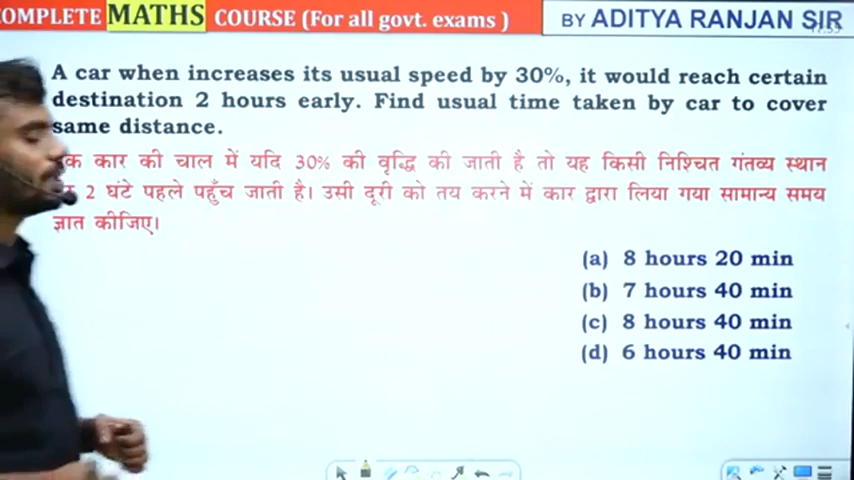 COMPLETE MATHS COURSE (For all govt. exams )
BY ADITYA RANJAN SIR
A car when increases its usual speed by 30%, it would reach certain
destination 2 hours early. Find usual time taken by car to cover
same distance.
कार की चाल में यदि 30% की वृद्धि की जाती है तो यह किसी निश्चित गंतव्य स्थान
2 घंटे पहले पहुँच जाती है। उसी दूरी को तय करने में कार द्वारा लिया गया सामान्य समय
ज्ञात कीजिए।
(a) 8 hours 20 min
(b) 7 hours 40 min
(c) 8 hours 40 min
(d) 6 hours 40 min